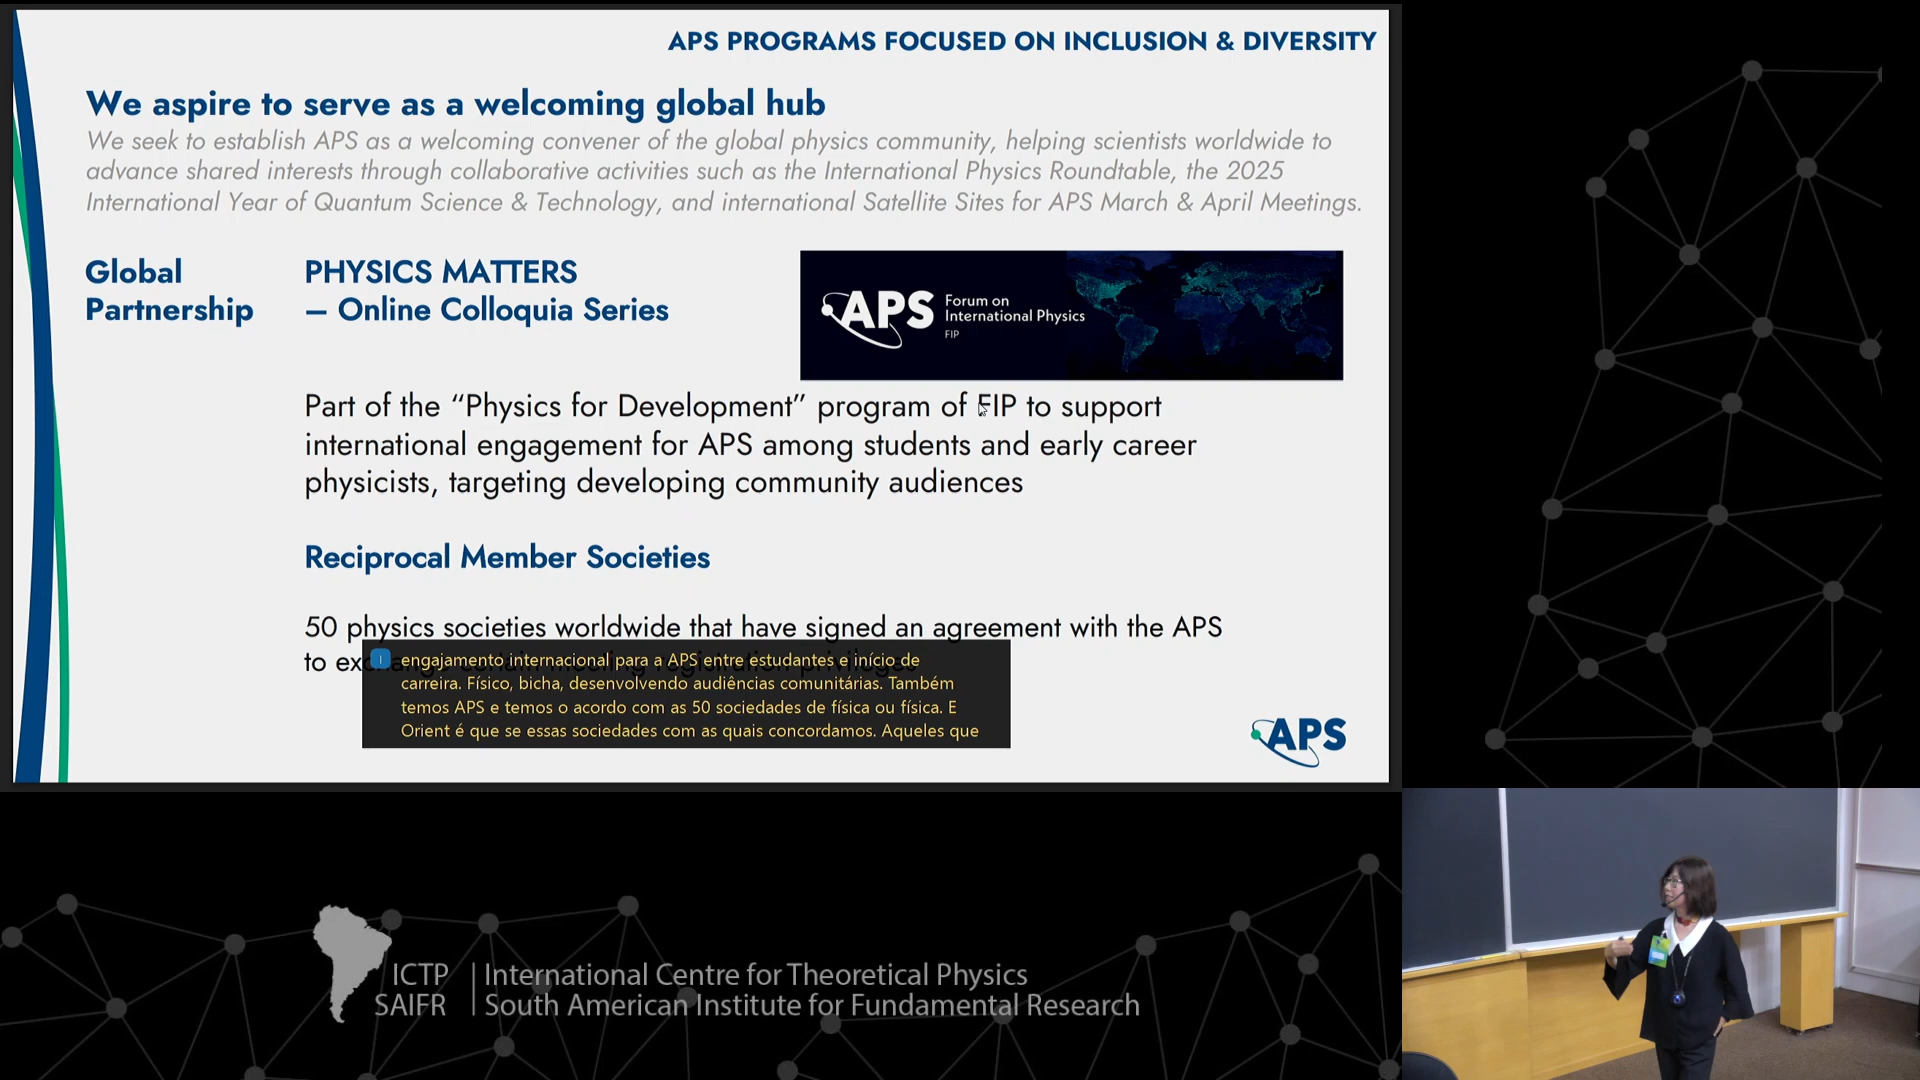 APS PROGRAMS FOCUSED ON INCLUSION & DIVERSITY
We aspire to serve as a welcoming global hub
We seek to establish APS as a welcoming convener of the global physics community, helping scientists worldwide to
advance shared interests through collaborative activities such as the International Physics Roundtable, the 2025
International Year of Quantum Science & Technology, and international Satellite Sites for APS March & April Meetings.
Global
Partnership
PHYSICS MATTERS
– Online Colloquia Series
APS
Forum on
International Physics
FIP
Part of the “Physics for Development” program of FIP to support
international engagement for APS among students and early career
physicists, targeting developing community audiences
Reciprocal Member Societies
50 physics societies worldwide that have signed an agreement with the APS
to
engajamento internacional para a APS entre estudantes e início de
carreira. Físico, bicha, desenvolvendo audiências comunitárias. Também
temos APS e temos o acordo com as 50 sociedades de física ou física. E
Orient é que se essas sociedades com as quais concordamos. Aqueles que
APS
ICTP
SAIFR
International Centre for Theoretical Physics
South American Institute for Fundamental Research